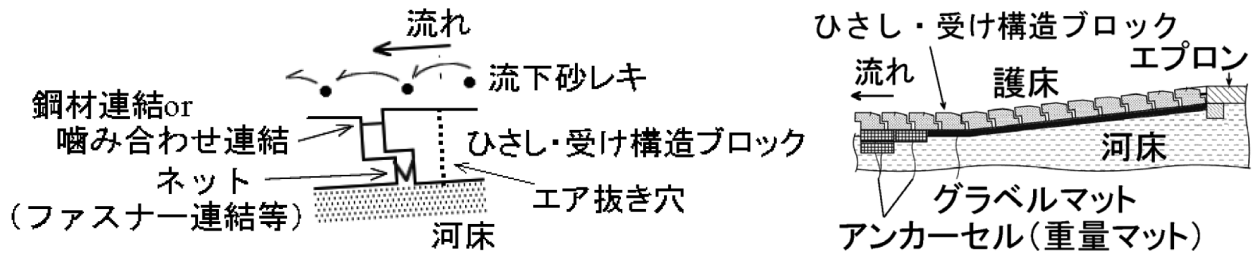 流れ
流下砂レキ
鋼材連結or
噛み合わせ連結
ひさし・受け構造ブロック
ネット
(ファスナー連結等)
エア抜き穴
河床
ひさし・受け構造ブロック
エプロン
流れ
護床
河床
グラベルマット
アンカーセル(重量マット)